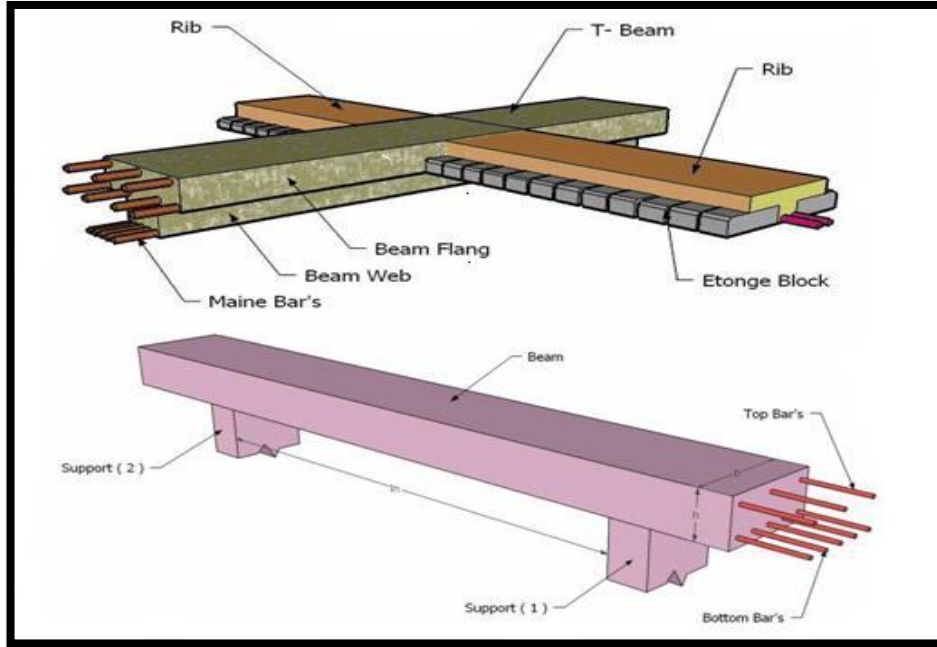 Rib
T- Beam
Rib
Beam Flang
Beam Web
Etonge Block
Maine Bar's
Beam
Top Bar's
Support ( 2 )
b
ln
h
Support ( 1 )
Bottom Bar's